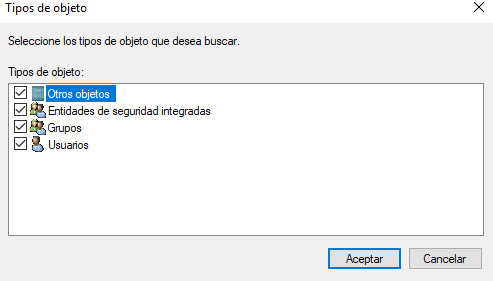 Tipos de objeto
Seleccione los tipos de objeto que desea buscar.
Tipos de objeto:
Otros objetos
Entidades de seguridad integradas
Grupos
Usuarios
Aceptar
Cancelar